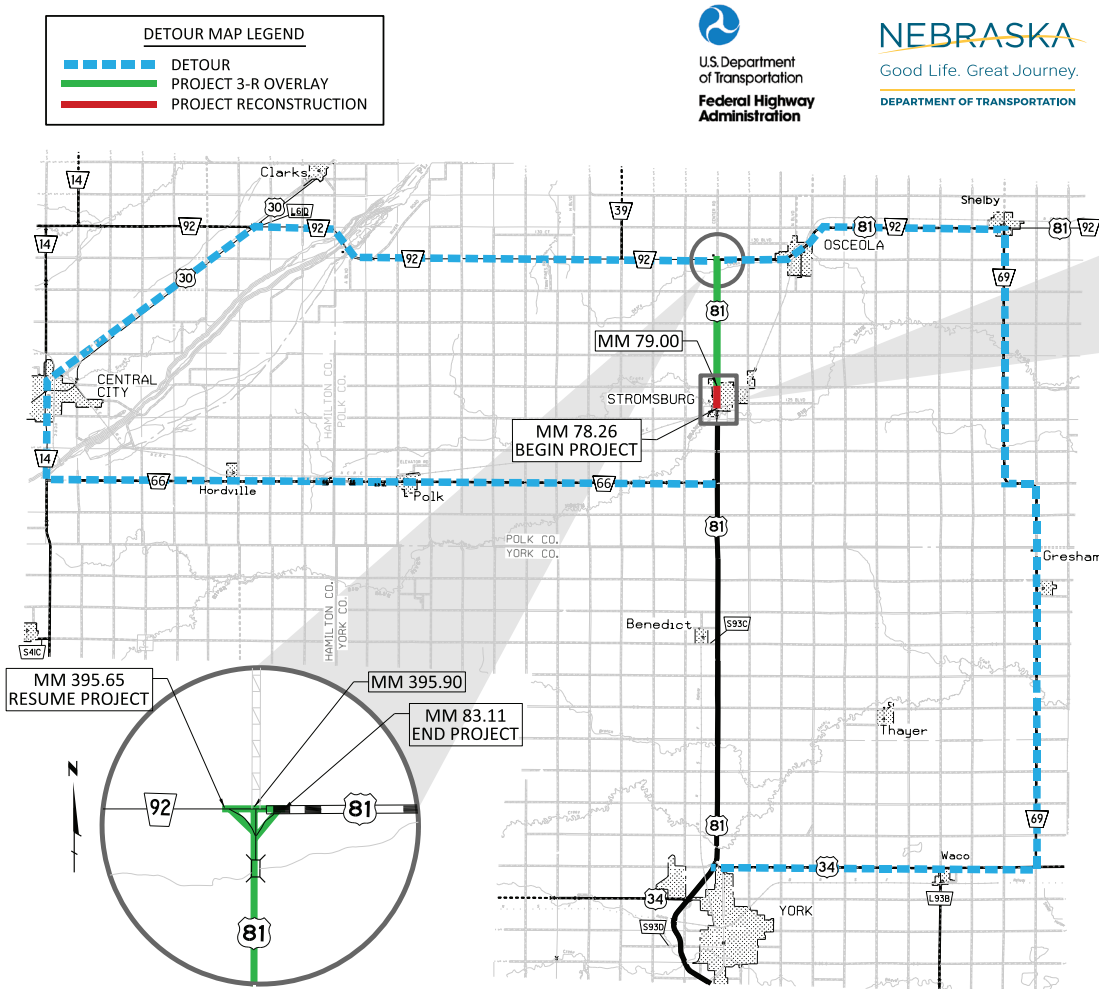 DETOUR MAP LEGEND
DETOUR
PROJECT 3-R OVERLAY
PROJECT RECONSTRUCTION
U.S. Department
of Transportation
Federal Highway
Administration
NEBRASKA
Good Life. Great Journey.
DEPARTMENT OF TRANSPORTATION
14
Clarks
30
L61D
92
92
39
Shelby
81
92
81
92
OSCEOLA
14
92
92
30
69
81
MM 79.00
CENTRAL
CITY
HAMILTON CO.
POLK CO.
STROMSBURG
MM 78.26
BEGIN PROJECT
14
66
Hordville
Polk
66
81
POLK CO.
YORK CO.
Gresham
HAMILTON CO.
YORK CO.
Benedict
S93C
S41C
MM 395.65
RESUME PROJECT
MM 395.90
MM 83.11
END PROJECT
Thayer
N
92
81
81
69
34
Waco
34
L93B
YORK
S93D
81